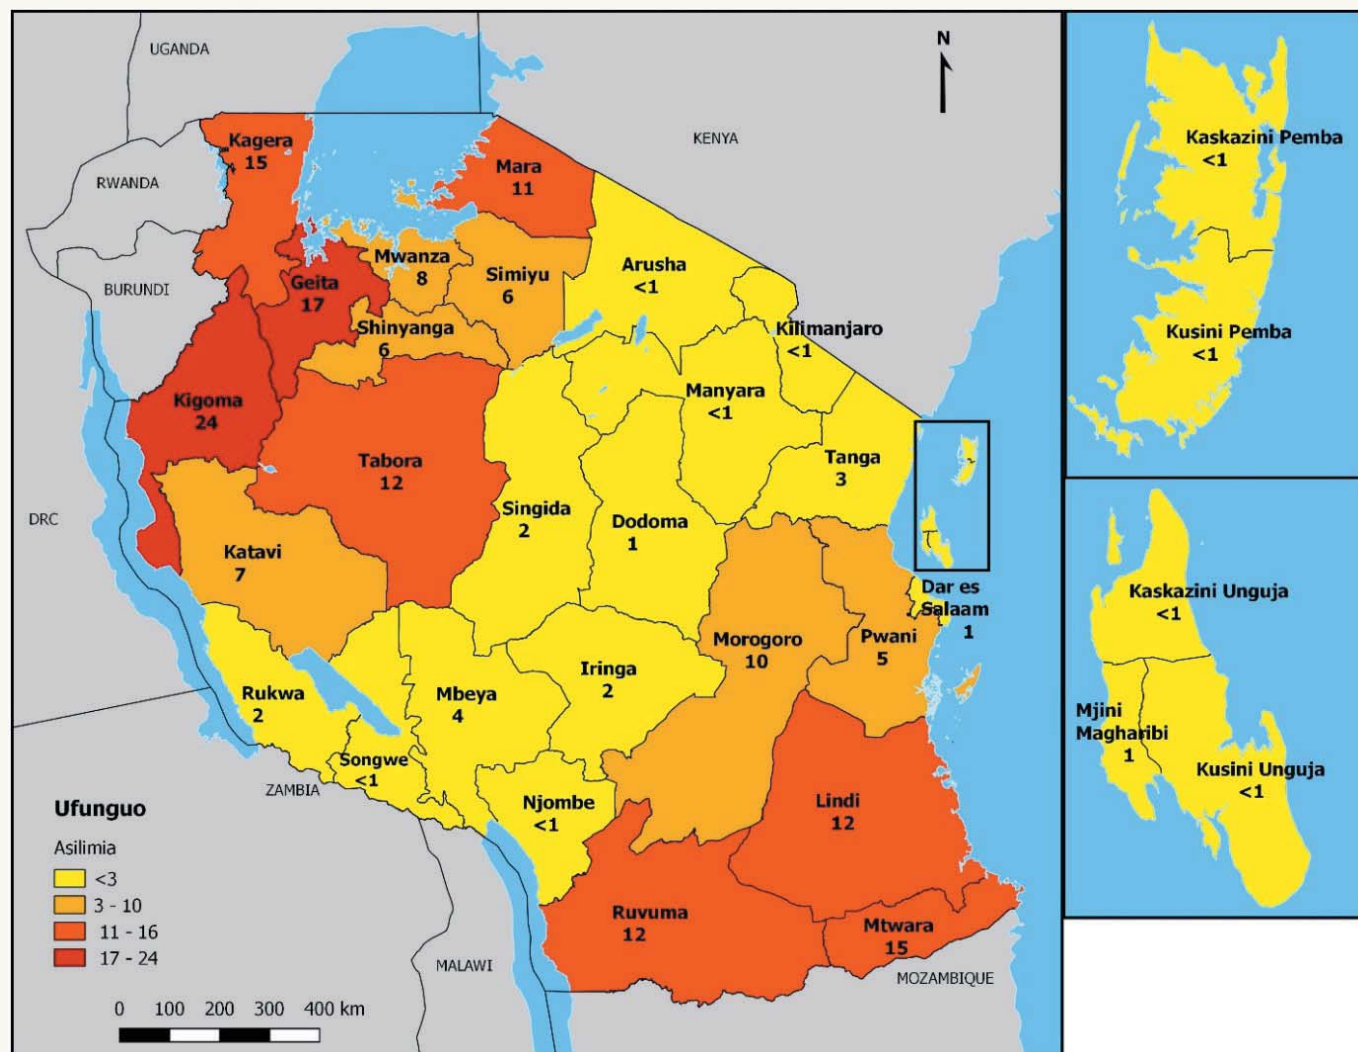 UGANDA
N
KENYA
RWANDA
BURUNDI
DRC
ZAMBIA
MALAWI
MOZAMBIQUE
Kagera
15
Mara
11
Geita
17
Mwanza
8
Simiyu
6
Shinyanga
6
Arusha
<1
Kilimanjaro
<1
Manyara
<1
Kigoma
24
Tabora
12
Tanga
3
Singida
2
Dodoma
1
Katavi
7
Dar es
Salaam
1
Morogoro
10
Pwani
5
Iringa
2
Rukwa
2
Mbeya
4
Songwe
<1
Njombe
<1
Lindi
12
Ruvuma
12
Mtwara
15
Ufunguo
Asilimia
<3
3 - 10
11 - 16
17 - 24
0 100 200 300 400 km
Kaskazini Pemba
<1
Kusini Pemba
<1
Kaskazini Unguja
<1
Mjini
Magharibi
1
Kusini Unguja
<1